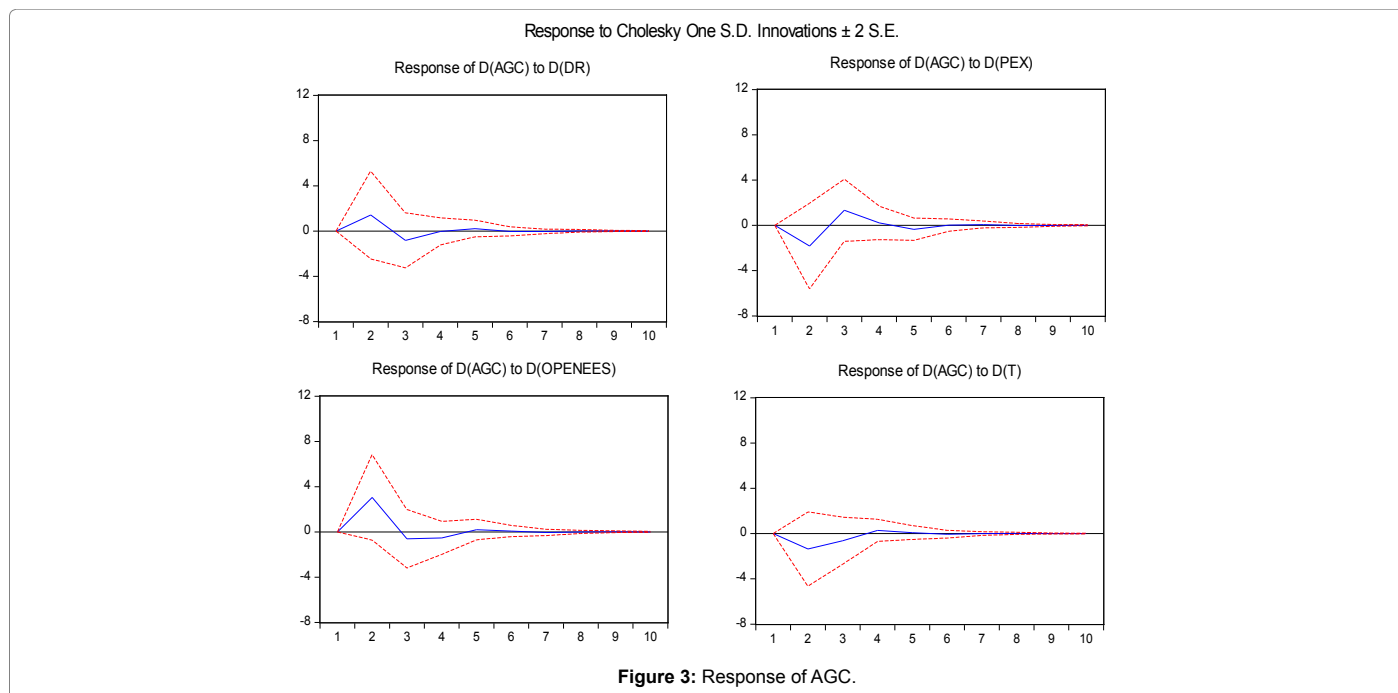 Response to Cholesky One S.D. Innovations ± 2 S.E.
Response of D(AGC) to D(DR)
12
8
4
0
-4
-8
1 2 3 4 5 6 7 8 9 10
Response of D(AGC) to D(PEX)
12
8
4
0
-4
-8
1 2 3 4 5 6 7 8 9 10
Response of D(AGC) to D(OPENEES)
12
8
4
0
-4
-8
1 2 3 4 5 6 7 8 9 10
Response of D(AGC) to D(T)
12
8
4
0
-4
-8
1 2 3 4 5 6 7 8 9 10
Figure 3: Response of AGC.